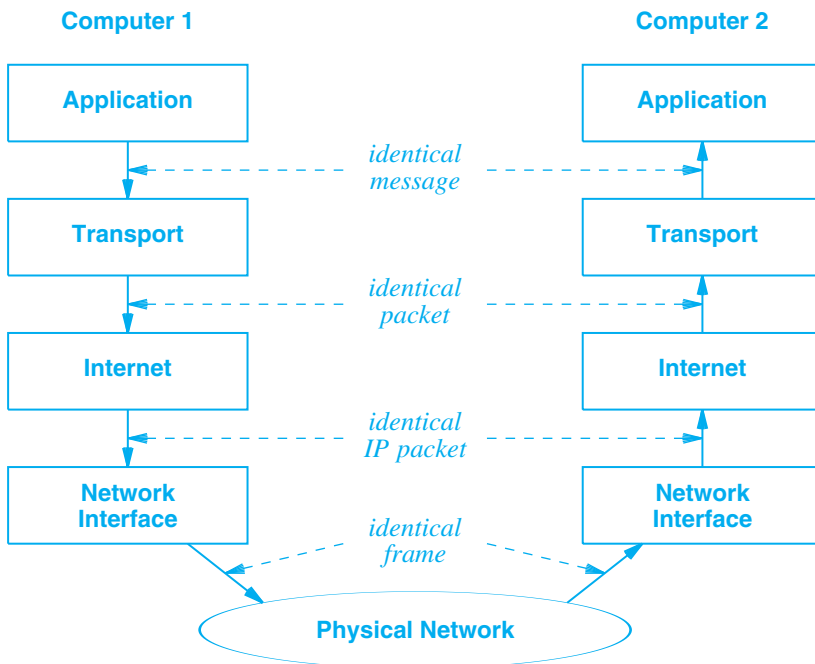 Computer 1
Computer 2
Application
Application
identical
message
Transport
Transport
identical
packet
Internet
Internet
identical
IP packet
Network
Interface
Network
Interface
identical
frame
Physical Network